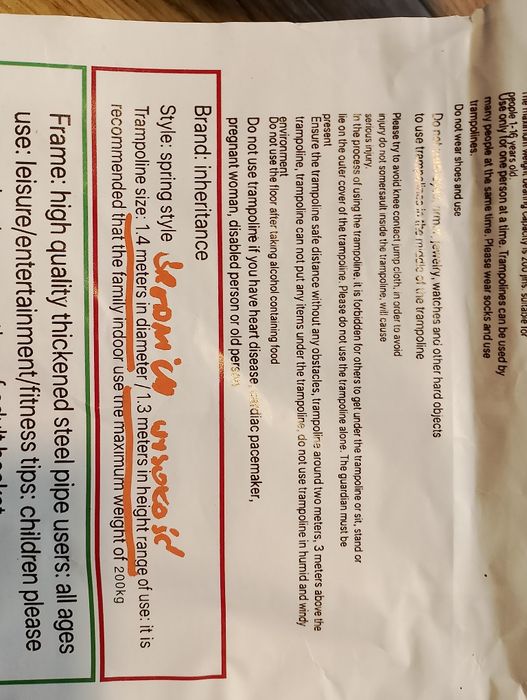 people 1-16 years old
Use only for one person at a time. Trampolines can be used by
many people at the same time. Please wear socks and use
trampolines.
Do not wear shoes and use
Do not jewelry, watches and other hard objects
to use trampolines in the middle of the trampoline
Please try to avoid knee contact jump cloth, in order to avoid
injury do not somersault inside the trampoline, will cause
serious injury.
In the process of using the trampoline, it is forbidden for others to get under the trampoline or sit, stand or
lie on the outer cover of the trampoline. Please do not use the trampoline alone. The guardian must be
present
Ensure the trampoline safe distance without any obstacles, trampoline around two meters, 3 meters above the
trampoline, trampoline can not put any items under the trampoline, do not use trampoline in humid and windy
environment
Do not use the floor after taking alcohol containing food
Do not use trampoline if you have heart disease, cardiac pacemaker,
pregnant woman, disabled person or old person
Brand: inheritance
Style: spring style
Trampoline size: 1.4 meters in diameter/1.3 meters in height range of use: it is
recommended that the family indoor use the maximum weight of 200kg
Frame: high quality thickened steel pipe users: all ages
use: leisure/entertainment/fitness tips: children please